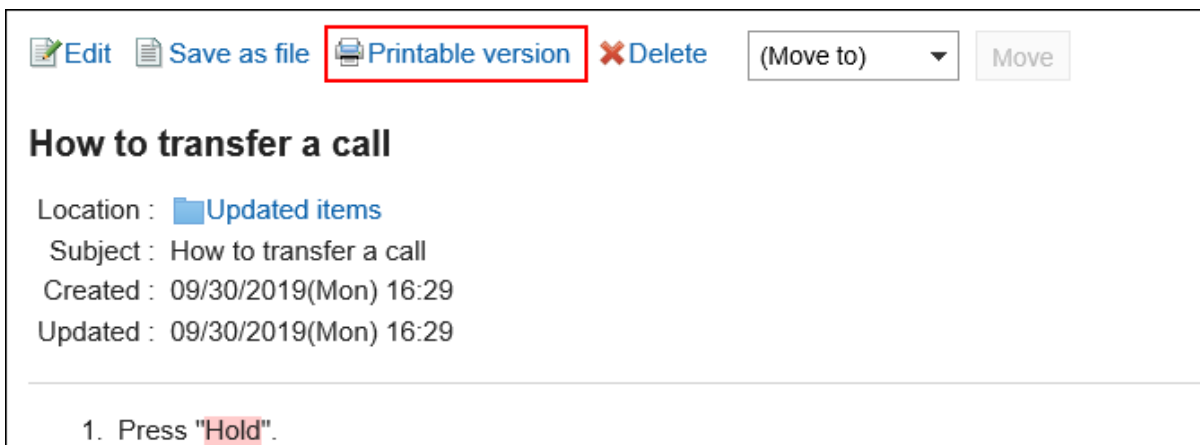 Edit Save as file Printable version Delete (Move to) Move
How to transfer a call
Location : Updated items
Subject : How to transfer a call
Created : 09/30/2019(Mon) 16:29
Updated : 09/30/2019(Mon) 16:29
1. Press "Hold".